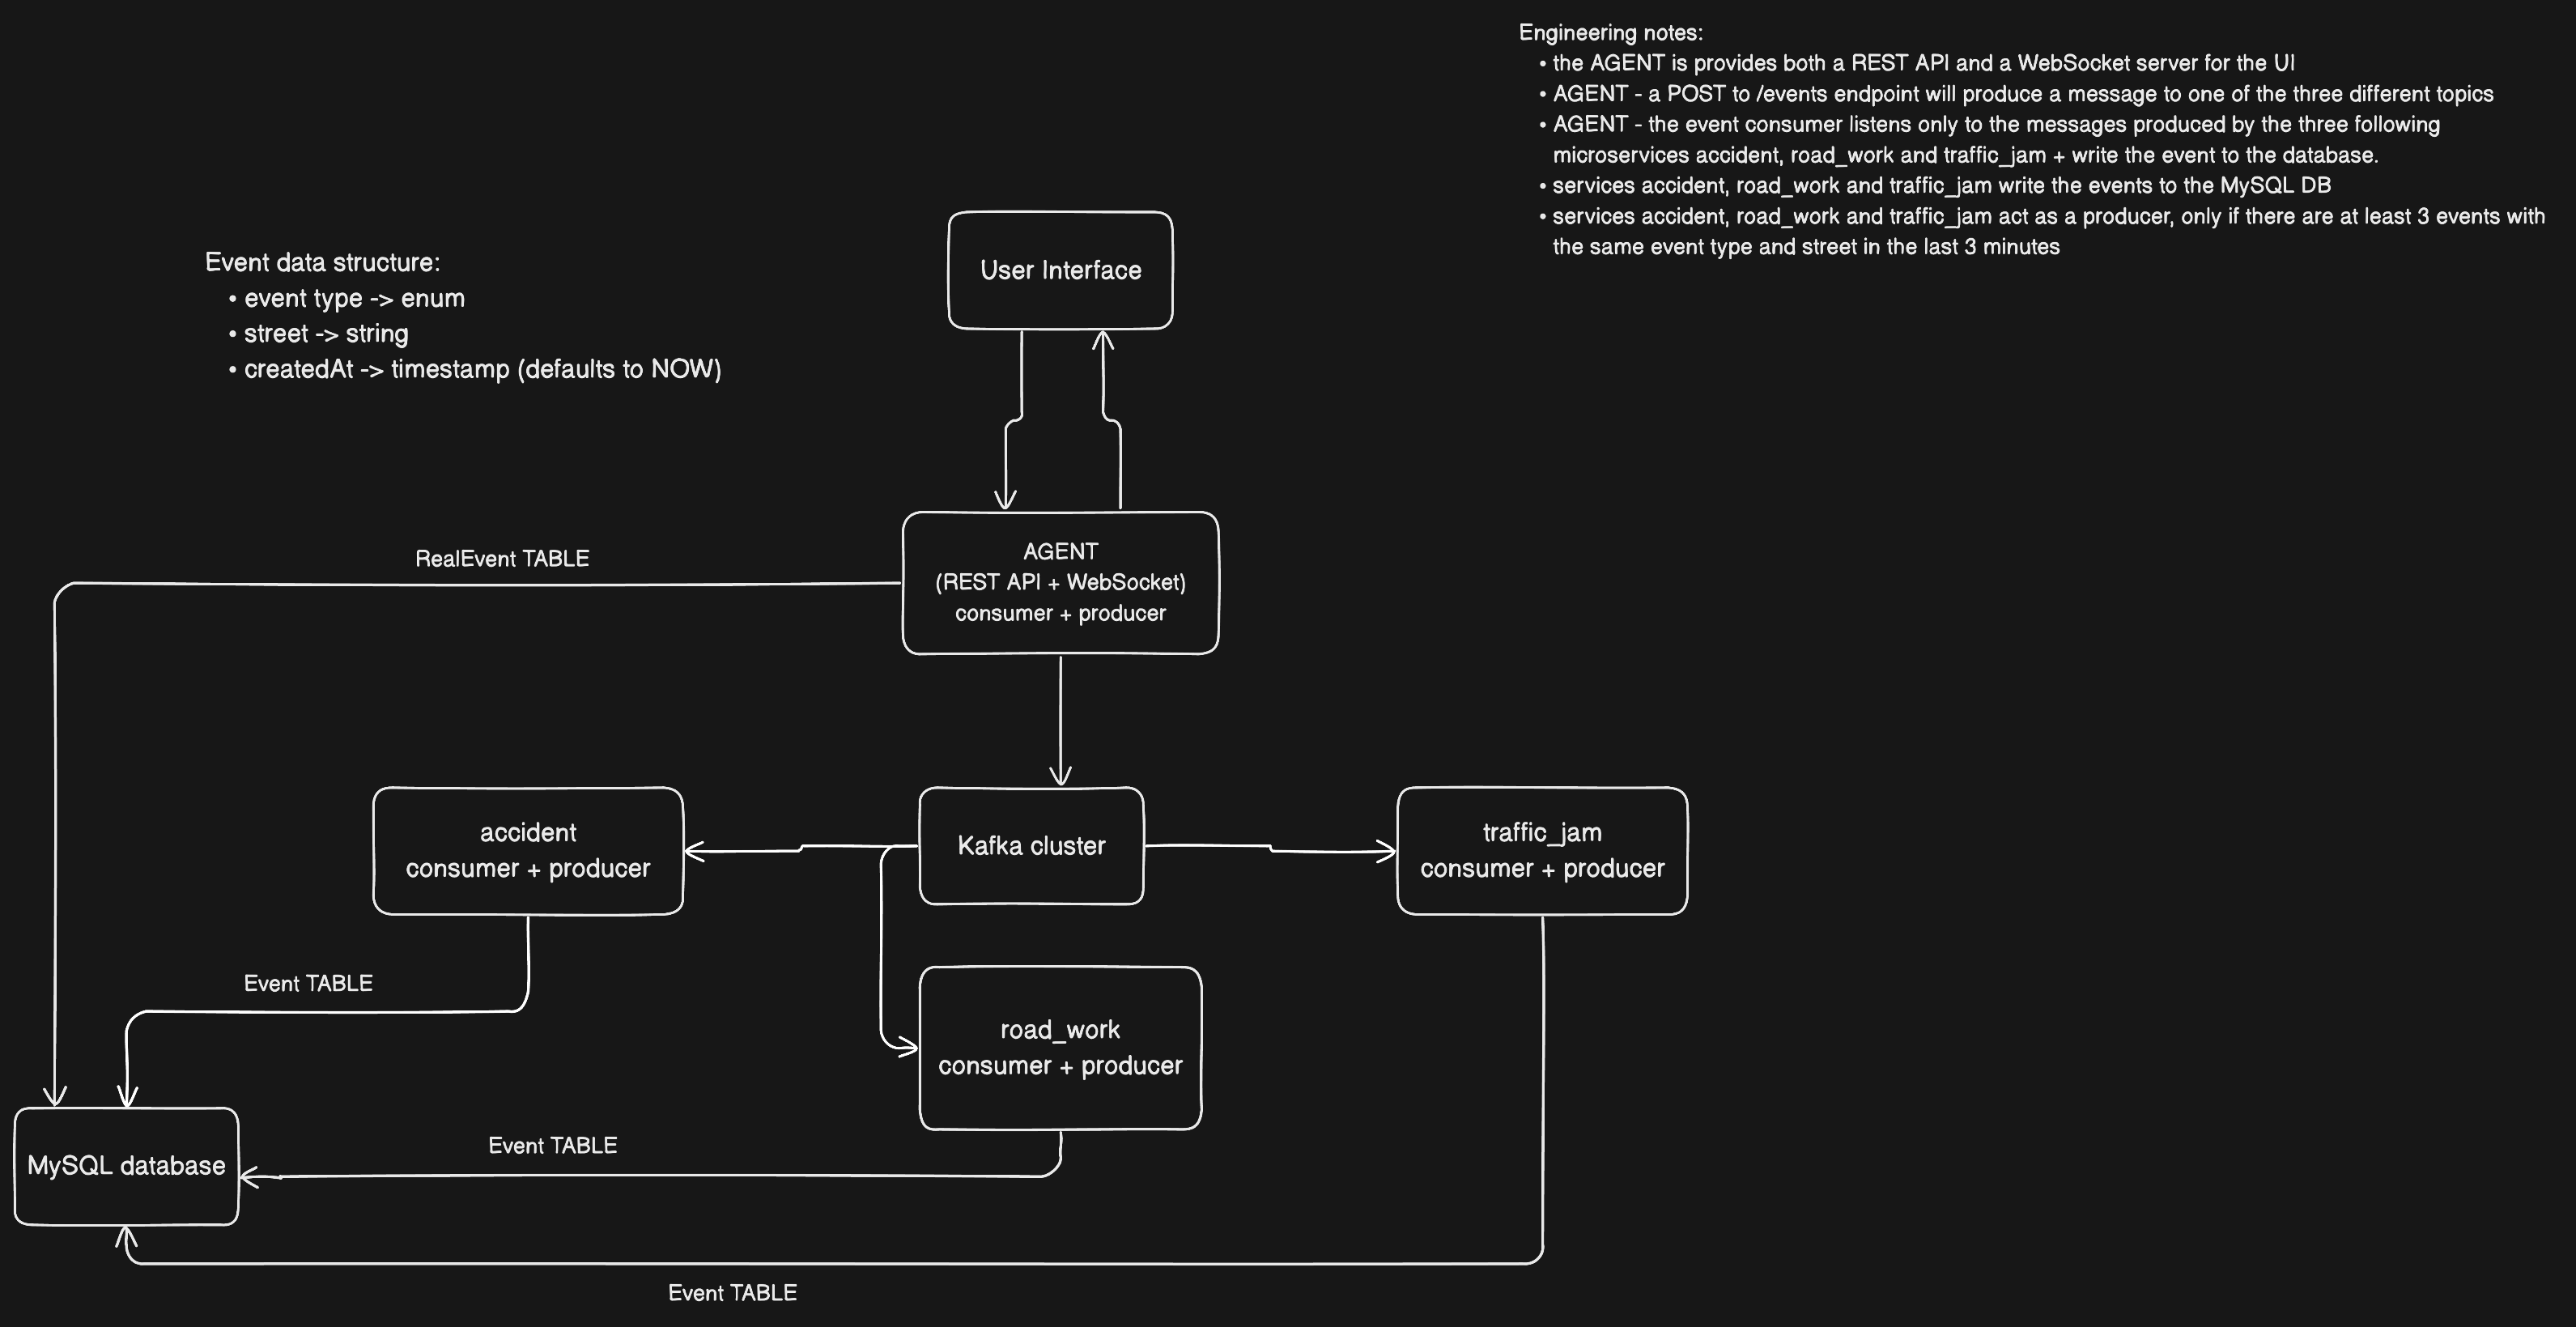 Engineering notes:
• the AGENT is provides both a REST API and a WebSocket server for the UI
• AGENT - a POST to /events endpoint will produce a message to one of the three different topics
• AGENT - the event consumer listens only to the messages produced by the three following
microservices accident, road_work and traffic_jam + write the event to the database.
• services accident, road_work and traffic_jam write the events to the MySQL DB
• services accident, road_work and traffic_jam act as a producer, only if there are at least 3 events with
the same event type and street in the last 3 minutes
Event data structure:
• event type -> enum
• street -> string
• createdAt -> timestamp (defaults to NOW)
User Interface
RealEvent TABLE
AGENT
(REST API + WebSocket)
consumer + producer
accident
consumer + producer
Kafka cluster
traffic_jam
consumer + producer
Event TABLE
road_work
consumer + producer
Event TABLE
MySQL database
Event TABLE